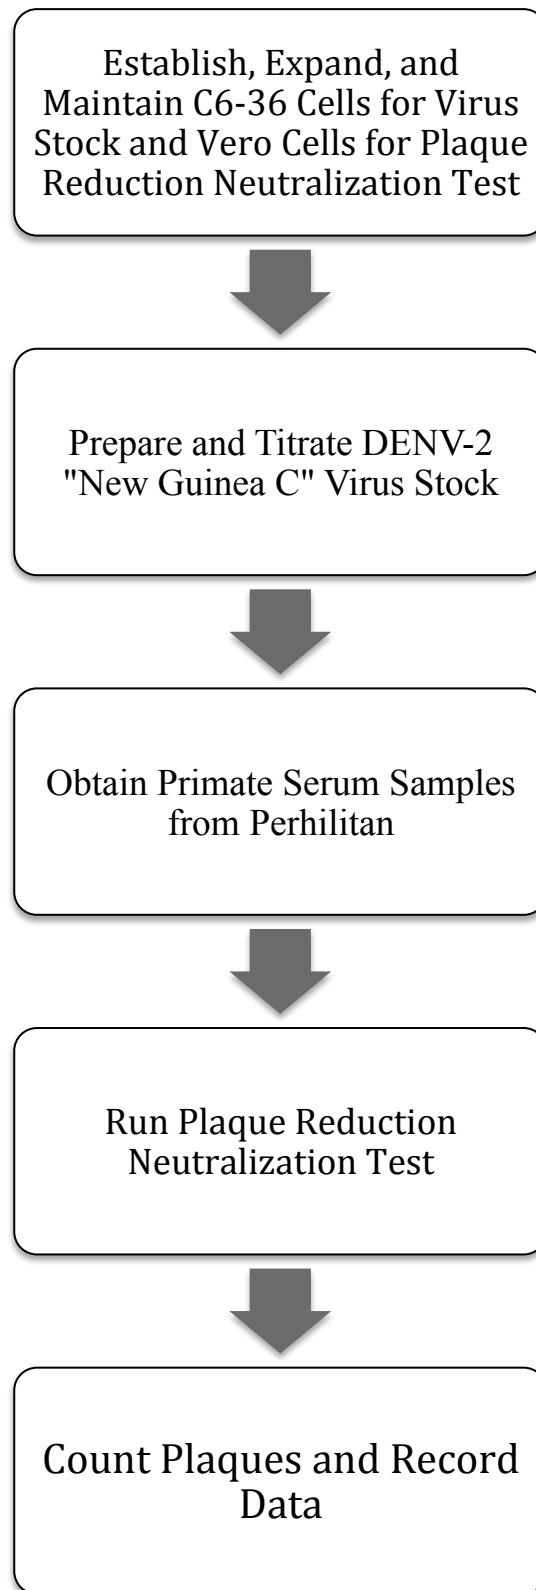 Establish, Expand, and
Maintain C6-36 Cells for Virus
Stock and Vero Cells for Plaque
Reduction Neutralization Test
Prepare and Titrate DENV-2
"New Guinea C" Virus Stock
Obtain Primate Serum Samples
from Perhilitan
Run Plaque Reduction
Neutralization Test
Count Plaques and Record
Data